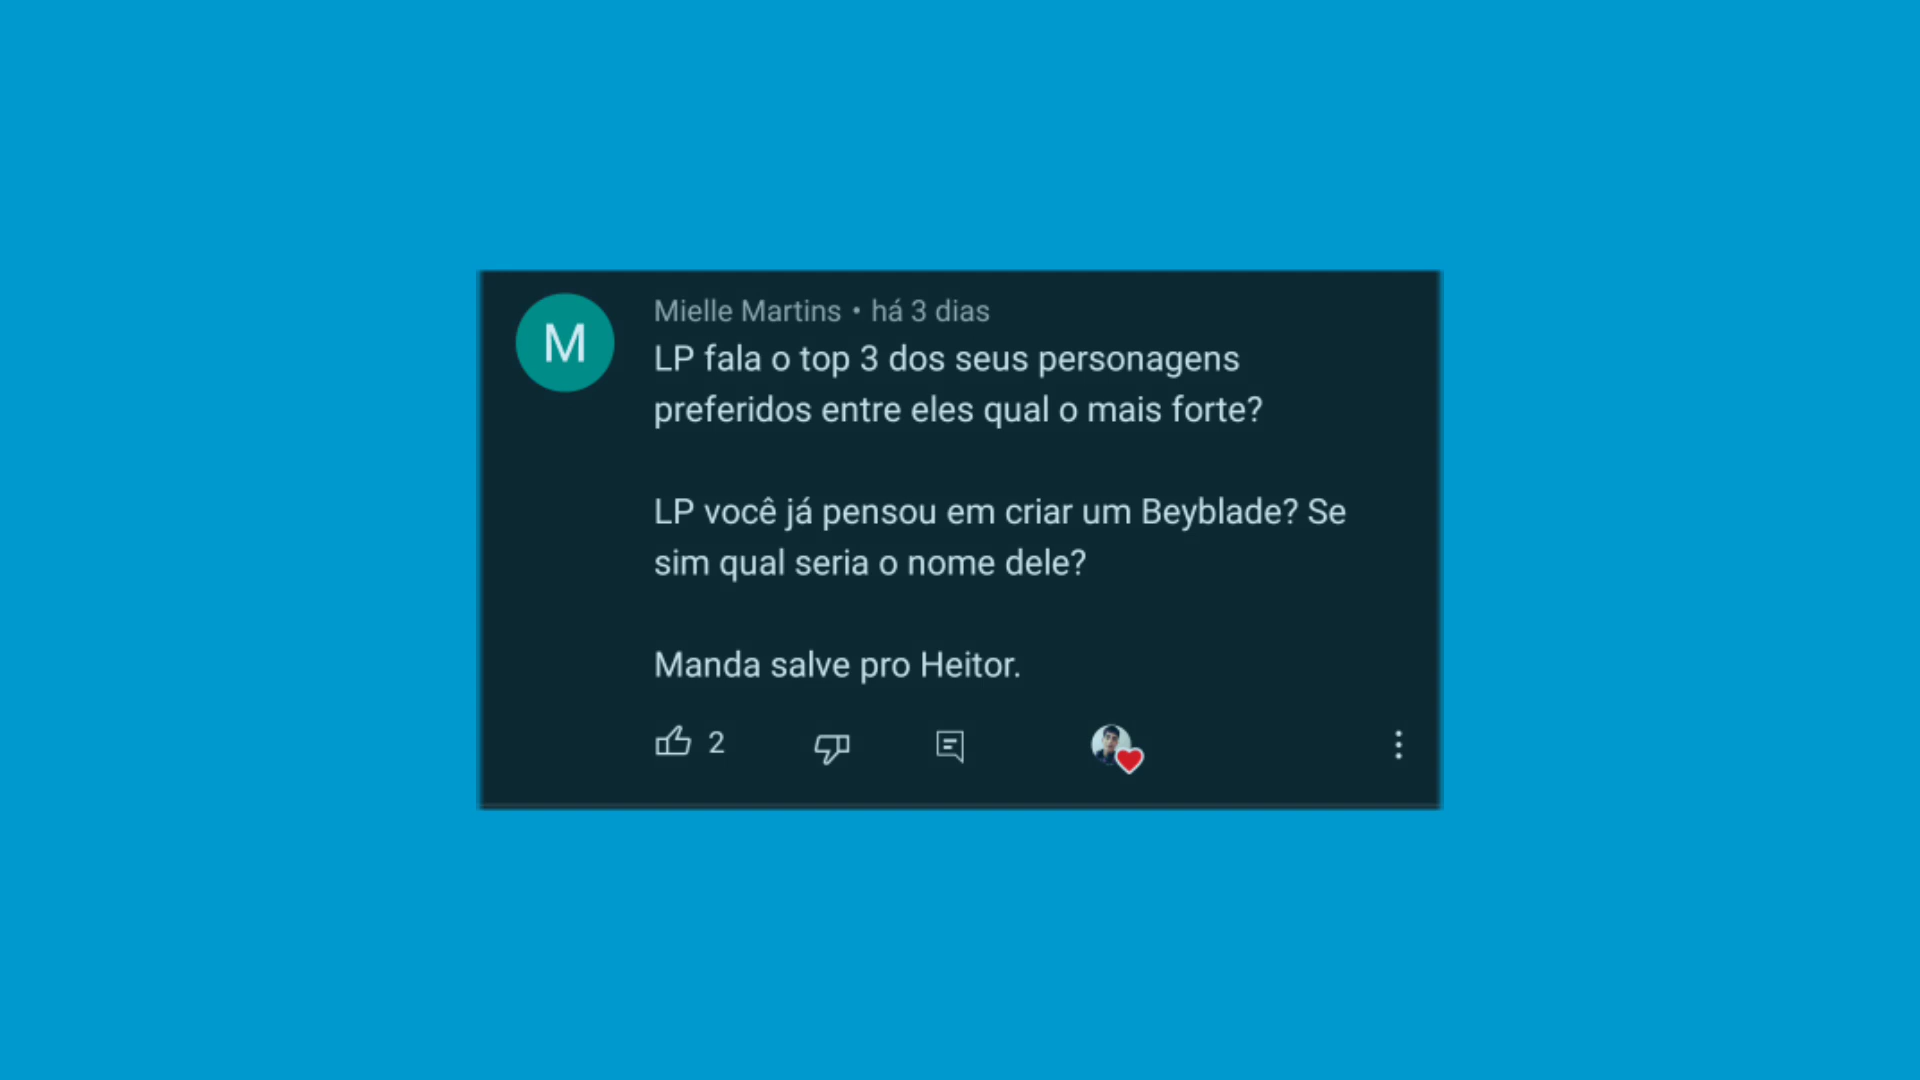 M
Mielle Martins • há 3 dias
LP fala o top 3 dos seus personagens
preferidos entre eles qual o mais forte?
LP você já pensou em criar um Beyblade? Se
sim qual seria o nome dele?
Manda salve pro Heitor.
2